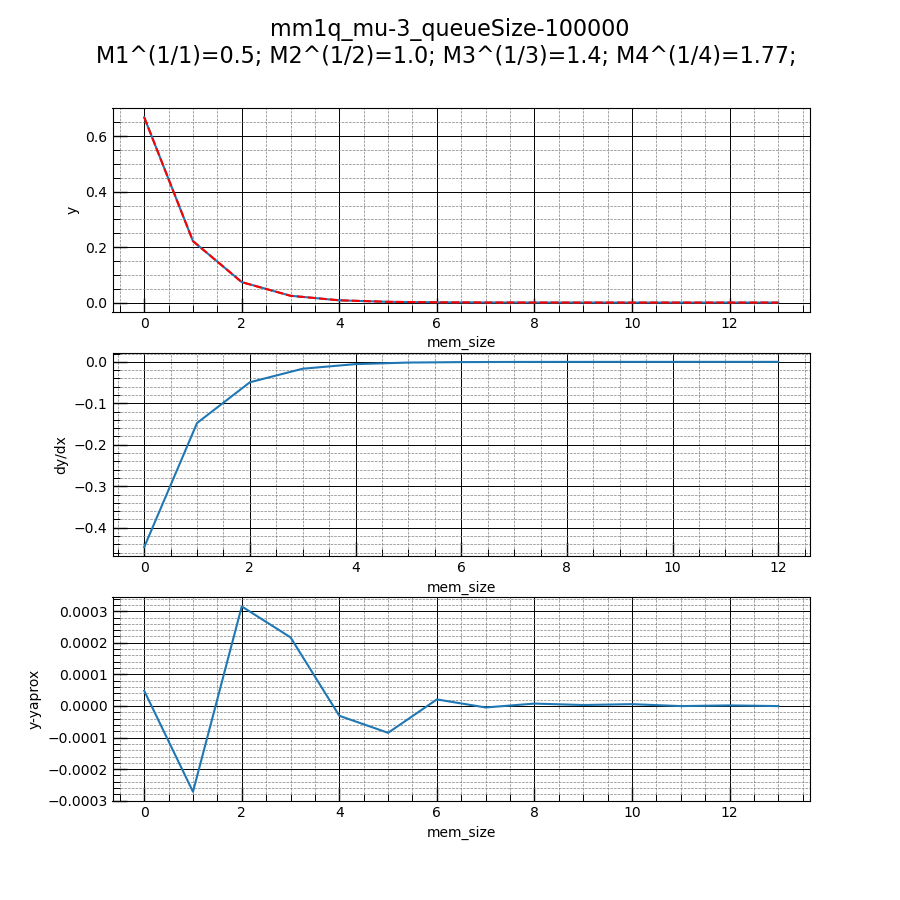 mm1q_mu-3_queueSize-100000
M1^(1/1)=0.5; M2^(1/2)=1.0; M3^(1/3)=1.4; M4^(1/4)=1.77;
0.6
0.4
0.2
0.0
y
0 2 4 6 8 10 12
mem_size
0.0
−0.1
−0.2
−0.3
−0.4
dy/dx
0 2 4 6 8 10 12
mem_size
0.0003
0.0002
0.0001
0.0000
−0.0001
−0.0002
−0.0003
y-yaprox
0 2 4 6 8 10 12
mem_size